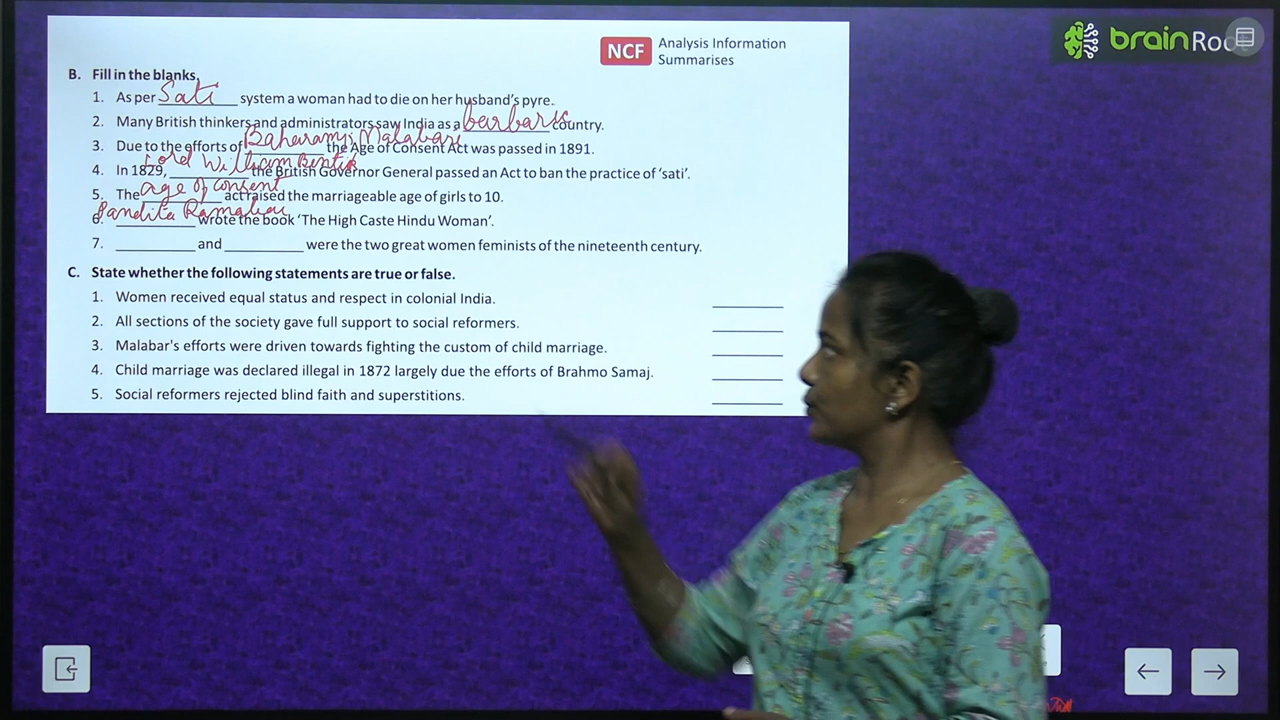 brainRoo
NCF Analysis Information
Summarises
B. Fill in the blanks.
1. As per Sati system a woman had to die on her husband's pyre.
2. Many British thinkers and administrators saw India as a barbaric country.
3. Due to the efforts of Baharamji Malabari the Age of Consent Act was passed in 1891.
4. In 1829, Lord William Bentik the British Governor General passed an Act to ban the practice of 'sati'.
5. The age of consent act raised the marriageable age of girls to 10.
6. Pandita Ramabai wrote the book 'The High Caste Hindu Woman'.
7. __________ and __________ were the two great women feminists of the nineteenth century.
C. State whether the following statements are true or false.
1. Women received equal status and respect in colonial India.
2. All sections of the society gave full support to social reformers.
3. Malabar's efforts were driven towards fighting the custom of child marriage.
4. Child marriage was declared illegal in 1872 largely due the efforts of Brahmo Samaj.
5. Social reformers rejected blind faith and superstitions.